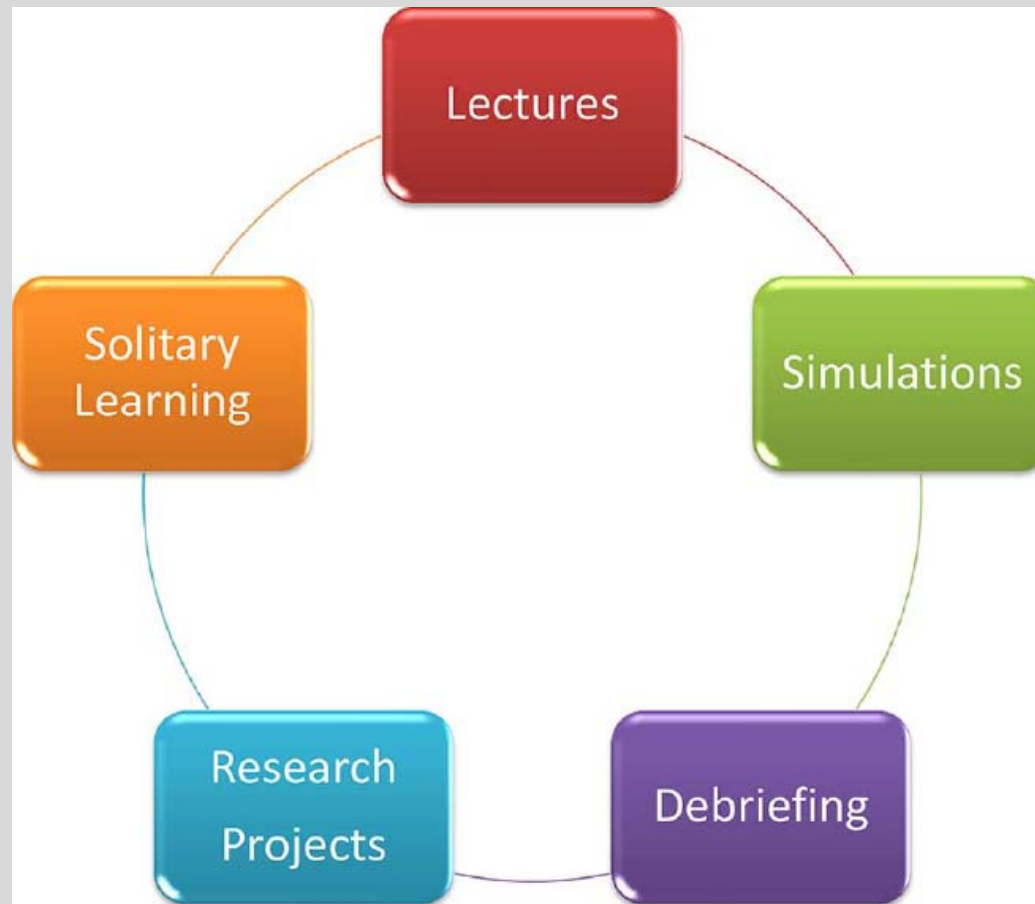 Lectures
Simulations
Debriefing
Research
Projects
Solitary
Learning